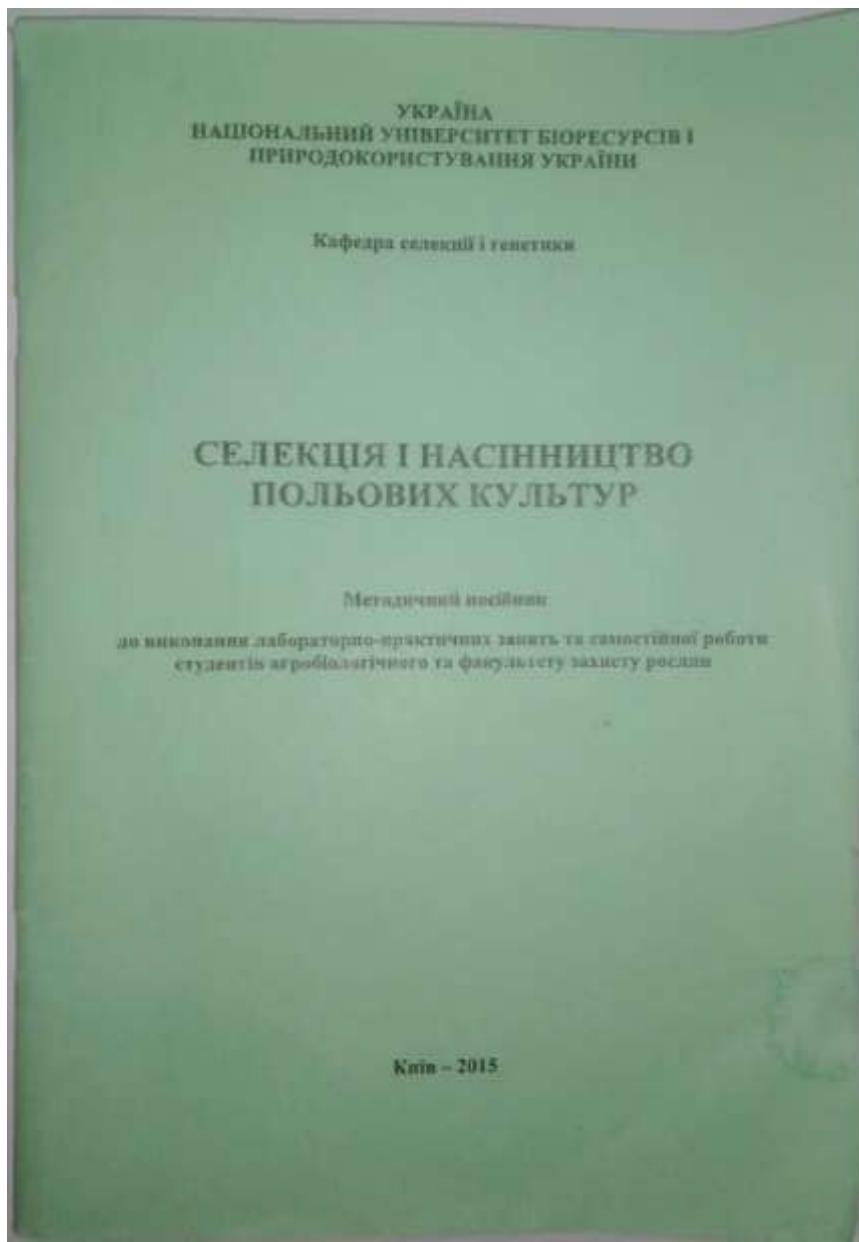 УКРАЇНА
НАЦІОНАЛЬНИЙ УНІВЕРСИТЕТ БІОРЕСУРСІВ І
ПРИРОДОКОРИСТУВАННЯ УКРАЇНИ
Кафедра селекції і генетики
СЕЛЕКЦІЯ І НАСІННИЦТВО
ПОЛЬОВИХ КУЛЬТУР
Методичний посібник
до виконання лабораторно-практичних занять та самостійної роботи
студентів агробіологічного та факультету захисту рослин
Київ – 2015